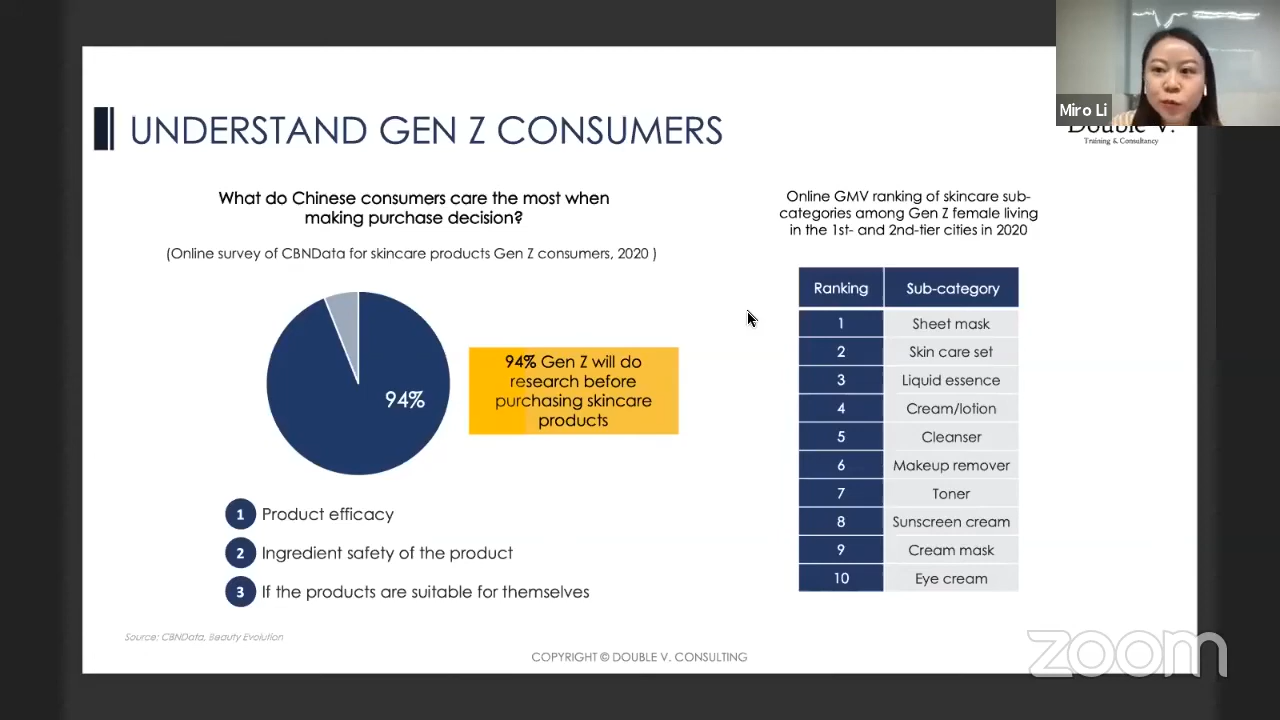 Miro Li
Double V.
Training & Consultancy
UNDERSTAND GEN Z CONSUMERS
What do Chinese consumers care the most when
making purchase decision?
(Online survey of CBNData for skincare products Gen Z consumers, 2020 )
94%
94% Gen Z will do
research before
purchasing skincare
products
1 Product efficacy
2 Ingredient safety of the product
3 If the products are suitable for themselves
Source: CBNData, Beauty Evolution
Online GMV ranking of skincare sub-
categories among Gen Z female living
in the 1st- and 2nd-tier cities in 2020
Ranking Sub-category
1 Sheet mask
2 Skin care set
3 Liquid essence
4 Cream/lotion
5 Cleanser
6 Makeup remover
7 Toner
8 Sunscreen cream
9 Cream mask
10 Eye cream
COPYRIGHT © DOUBLE V. CONSULTING
zoom